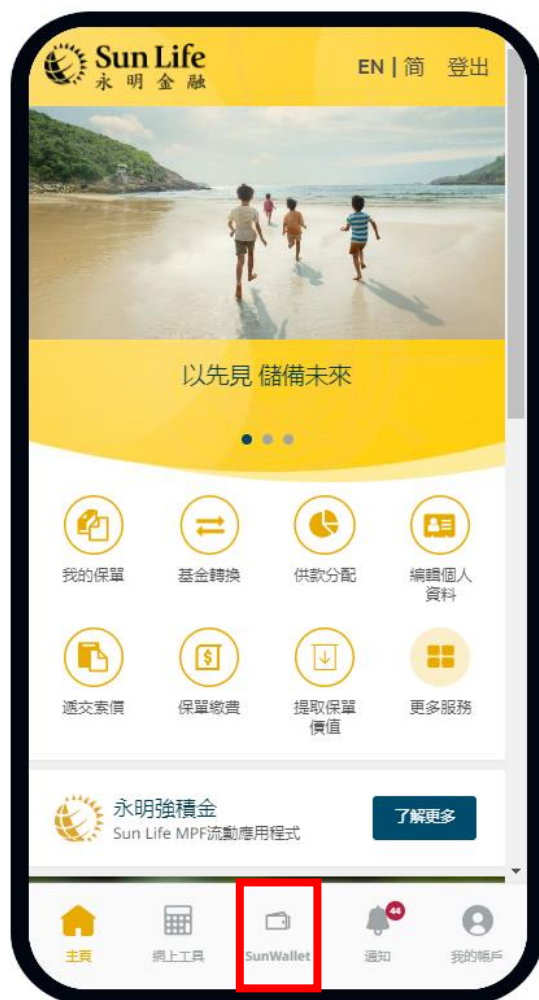 Sun Life
永明金融
EN | 简 登出
以先見 儲備未來
我的保單
基金轉換
供款分配
編輯個人
資料
遞交索償
保單繳費
提取保單
價值
更多服務
永明強積金
Sun Life MPF流動應用程式
了解更多
44
主頁
網上工具
SunWallet
通知
我的帳戶